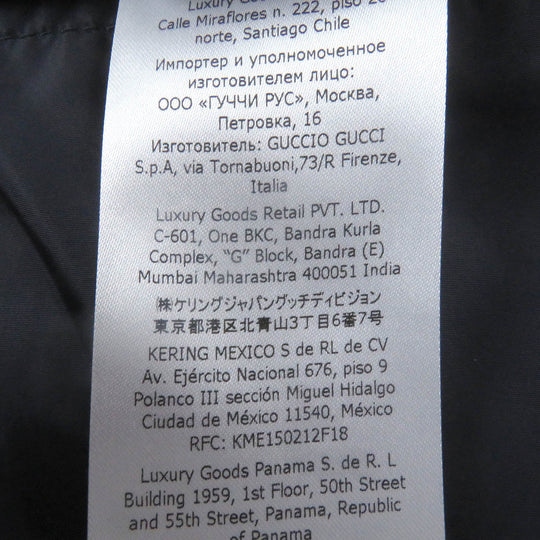 Luxury Goo
Calle Miraflores n. 222, piso 28
norte, Santiago Chile
Импортер и уполномоченное
изготовителем лицо:
ООО «ГУЧЧИ РУС», Москва,
Петровка, 16
Изготовитель: GUCCIO GUCCI
S.p.A, via Tornabuoni,73/R Firenze,
Italia
Luxury Goods Retail PVT. LTD.
C-601, One BKC, Bandra Kurla
Complex, “G” Block, Bandra (E)
Mumbai Maharashtra 400051 India
㈱ケリングジャパングッチディビジョン
東京都港区北青山3丁目6番7号
KERING MEXICO S de RL de CV
Av. Ejército Nacional 676, piso 9
Polanco III sección Miguel Hidalgo
Ciudad de México 11540, México
RFC: KME150212F18
Luxury Goods Panama S. de R. L
Building 1959, 1st Floor, 50th Street
and 55th Street, Panama, Republic
of Panama